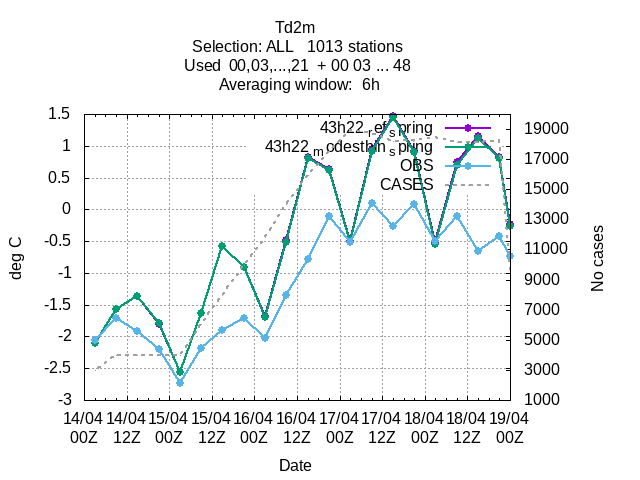 Td2m
Selection: ALL   1013 stations
Used  00,03,...,21  + 00 03 ... 48
Averaging window:  6h
1.5
1
0.5
0
-0.5
-1
-1.5
-2
-2.5
-3
deg C
43h22_ref_spring
43h22_modesthin_spring
OBS
CASES
19000
17000
15000
13000
11000
9000
7000
5000
3000
1000
No cases
14/04 14/04 15/04 15/04 16/04 16/04 17/04 17/04 18/04 18/04 19/04
00Z 12Z 00Z 12Z 00Z 12Z 00Z 12Z 00Z 12Z 00Z
Date